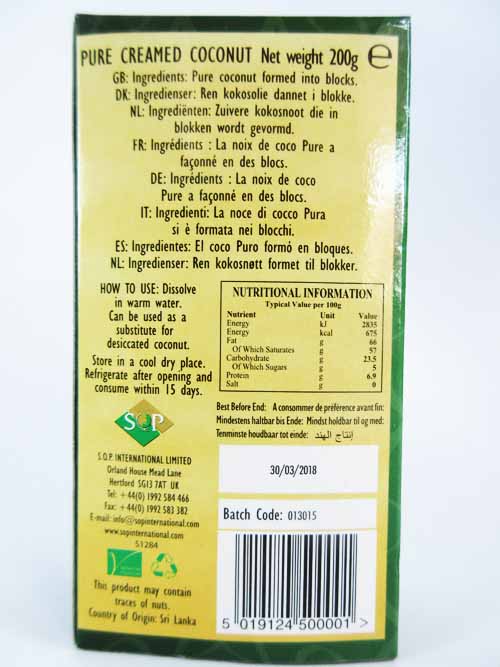 PURE CREAMED COCONUT Net weight 200g ℮
GB: Ingredients: Pure coconut formed into blocks.
DK: Ingredienser: Ren kokosolie dannet i blokke.
NL: Ingrediënten: Zuivere kokosnoot die in
blokken wordt gevormd.
FR: Ingrédients : La noix de coco Pure a
façonné en des blocs.
DE: Ingrédients : La noix de coco
Pure a façonné en des blocs.
IT: Ingredienti: La noce di cocco Pura
si è formata nei blocchi.
ES: Ingredientes: El coco Puro formó en bloques.
NL: Ingredienser: Ren kokosnøtt formet til blokker.
HOW TO USE: Dissolve
in warm water.
Can be used as a
substitute for
desiccated coconut.
Store in a cool dry place.
Refrigerate after opening and
consume within 15 days.
NUTRITIONAL INFORMATION
Typical Value per 100g
Nutrient Unit Value
Energy kJ 2835
Energy kcal 675
Fat g 66
Of Which Saturates g 57
Carbohydrate g 23.5
Of Which Sugars g 5
Protein g 6.9
Salt g 0
Best Before End: A consommer de préférence avant fin:
Mindestens haltbar bis Ende: Mindst holdbar til og med:
Tenminste houdbaar tot einde: إنتاج الهند
SOP
S.O.P. INTERNATIONAL LIMITED
Orland House Mead Lane
Hertford SG13 7AT UK
Tel: +44(0) 1992 584 466
Fax: +44(0) 1992 583 382
E-mail: info@sopinternational.com
www.sopinternational.com
51284
This product may contain
traces of nuts.
Country of Origin: Sri Lanka
30/03/2018
Batch Code: 013015
5 019124 500001 >